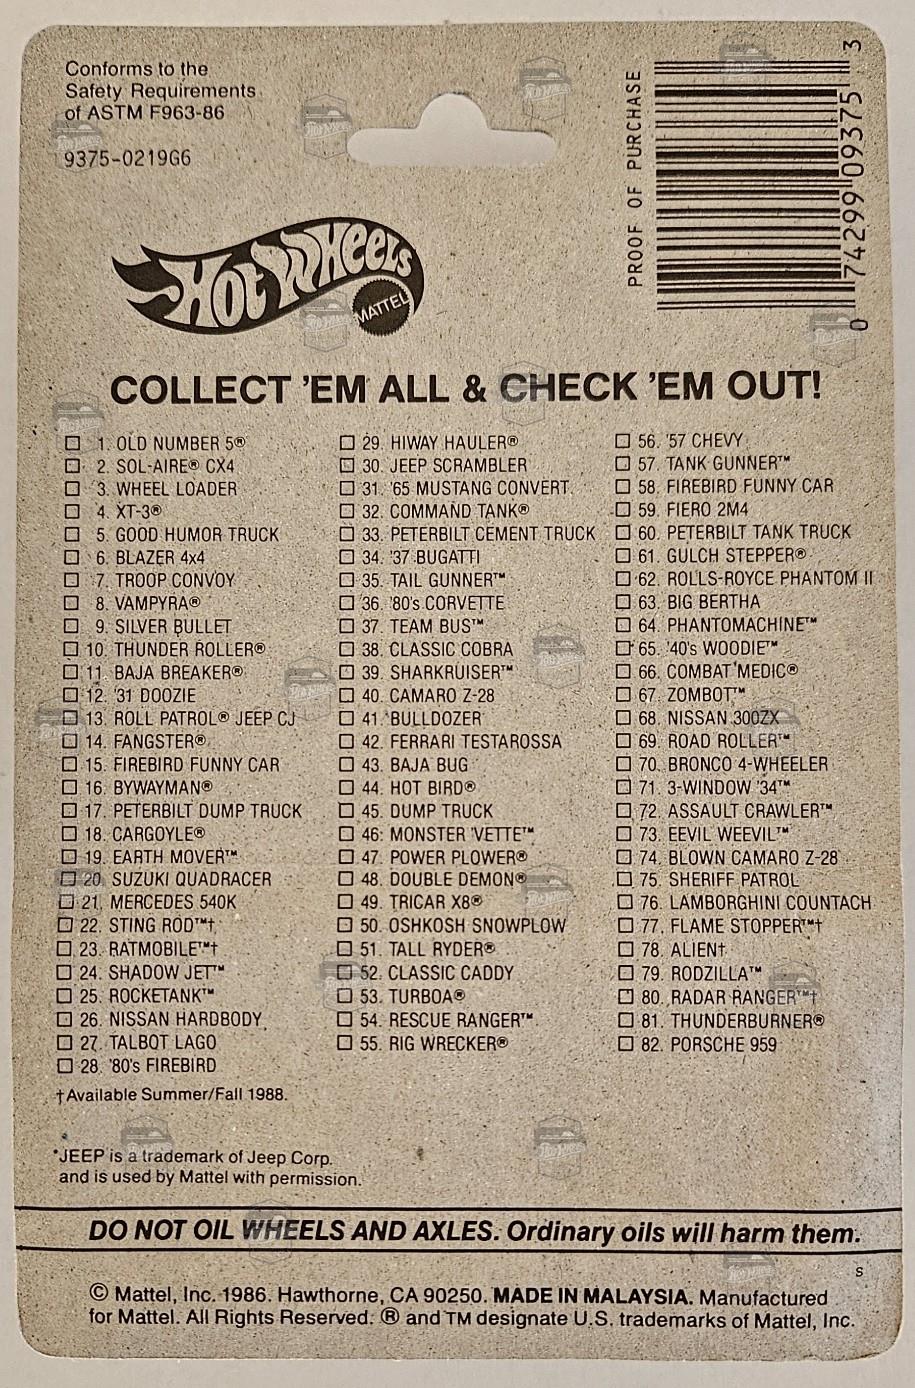 Conforms to the
Safety Requirements
of ASTM F963-86
9375-0219G6
PROOF OF PURCHASE
0 74299 09375 3
HOT WHEELS
MATTEL
COLLECT 'EM ALL & CHECK 'EM OUT!
1. OLD NUMBER 5®
2. SOL-AIRE® CX4
3. WHEEL LOADER
4. XT-3®
5. GOOD HUMOR TRUCK
6. BLAZER 4x4
7. TROOP CONVOY
8. VAMPYRA®
9. SILVER BULLET
10. THUNDER ROLLER®
11. BAJA BREAKER®
12. '31 DOOZIE
13. ROLL PATROL® JEEP CJ
14. FANGSTER®
15. FIREBIRD FUNNY CAR
16. BYWAYMAN®
17. PETERBILT DUMP TRUCK
18. CARGOYLE®
19. EARTH MOVER™
20. SUZUKI QUADRACER
21. MERCEDES 540K
22. STING ROD™†
23. RATMOBILE™†
24. SHADOW JET™
25. ROCKETANK™
26. NISSAN HARDBODY
27. TALBOT LAGO
28. '80's FIREBIRD
29. HIWAY HAULER®
30. JEEP SCRAMBLER
31. '65 MUSTANG CONVERT.
32. COMMAND TANK®
33. PETERBILT CEMENT TRUCK
34. '37 BUGATTI
35. TAIL GUNNER™
36. '80's CORVETTE
37. TEAM BUS™
38. CLASSIC COBRA
39. SHARKRUISER™
40. CAMARO Z-28
41. BULLDOZER
42. FERRARI TESTAROSSA
43. BAJA BUG
44. HOT BIRD®
45. DUMP TRUCK
46. MONSTER 'VETTE™
47. POWER PLOWER®
48. DOUBLE DEMON®
49. TRICAR X8®
50. OSHKOSH SNOWPLOW
51. TALL RYDER®
52. CLASSIC CADDY
53. TURBOA®
54. RESCUE RANGER™
55. RIG WRECKER®
56. '57 CHEVY
57. TANK GUNNER™
58. FIREBIRD FUNNY CAR
59. FIERO 2M4
60. PETERBILT TANK TRUCK
61. GULCH STEPPER®
62. ROLLS-ROYCE PHANTOM II
63. BIG BERTHA
64. PHANTOMACHINE™
65. '40's WOODIE™
66. COMBAT MEDIC®
67. ZOMBOT™
68. NISSAN 300ZX
69. ROAD ROLLER™
70. BRONCO 4-WHEELER
71. 3-WINDOW '34™
72. ASSAULT CRAWLER™
73. EEVIL WEEVIL™
74. BLOWN CAMARO Z-28
75. SHERIFF PATROL
76. LAMBORGHINI COUNTACH
77. FLAME STOPPER™†
78. ALIEN†
79. RODZILLA™
80. RADAR RANGER™†
81. THUNDERBURNER®
82. PORSCHE 959
†Available Summer/Fall 1988.
*JEEP is a trademark of Jeep Corp.
and is used by Mattel with permission.
DO NOT OIL WHEELS AND AXLES. Ordinary oils will harm them.
S
© Mattel, Inc. 1986. Hawthorne, CA 90250. MADE IN MALAYSIA. Manufactured
for Mattel. All Rights Reserved. ® and TM designate U.S. trademarks of Mattel, Inc.